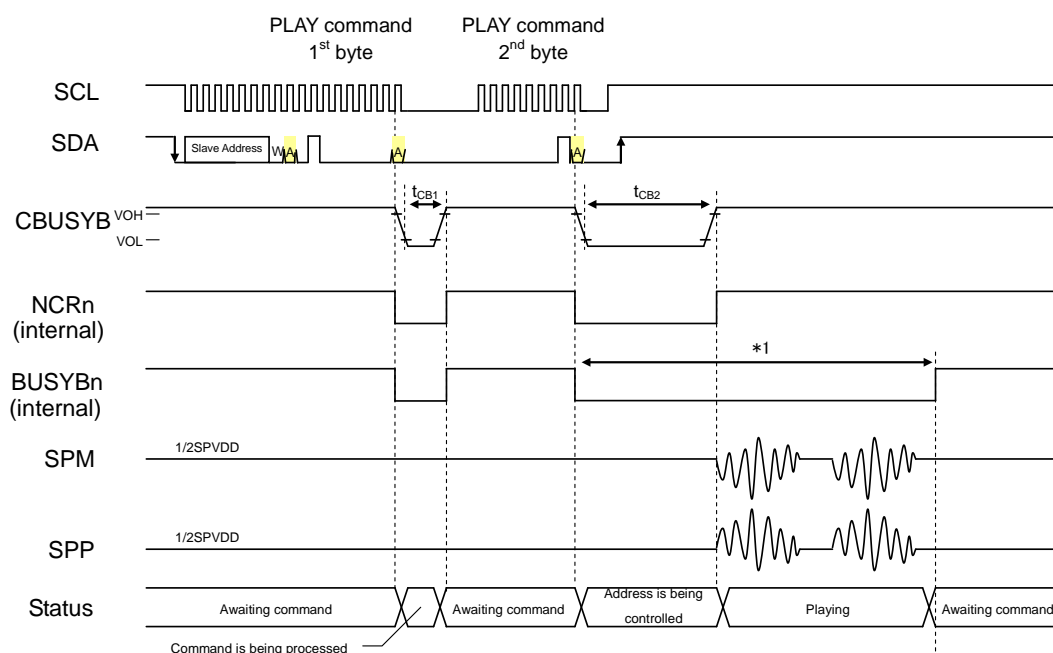 PLAY command
1st byte
PLAY command
2nd byte
SCL
SDA
Slave Address
W
A
A
A
CBUSYB
VOH
VOL
tCB1
tCB2
NCRn
(internal)
BUSYBn
(internal)
*1
SPM
1/2SPVDD
SPP
1/2SPVDD
Status
Awaiting command
Awaiting command
Address is being
controlled
Playing
Awaiting command
Command is being processed